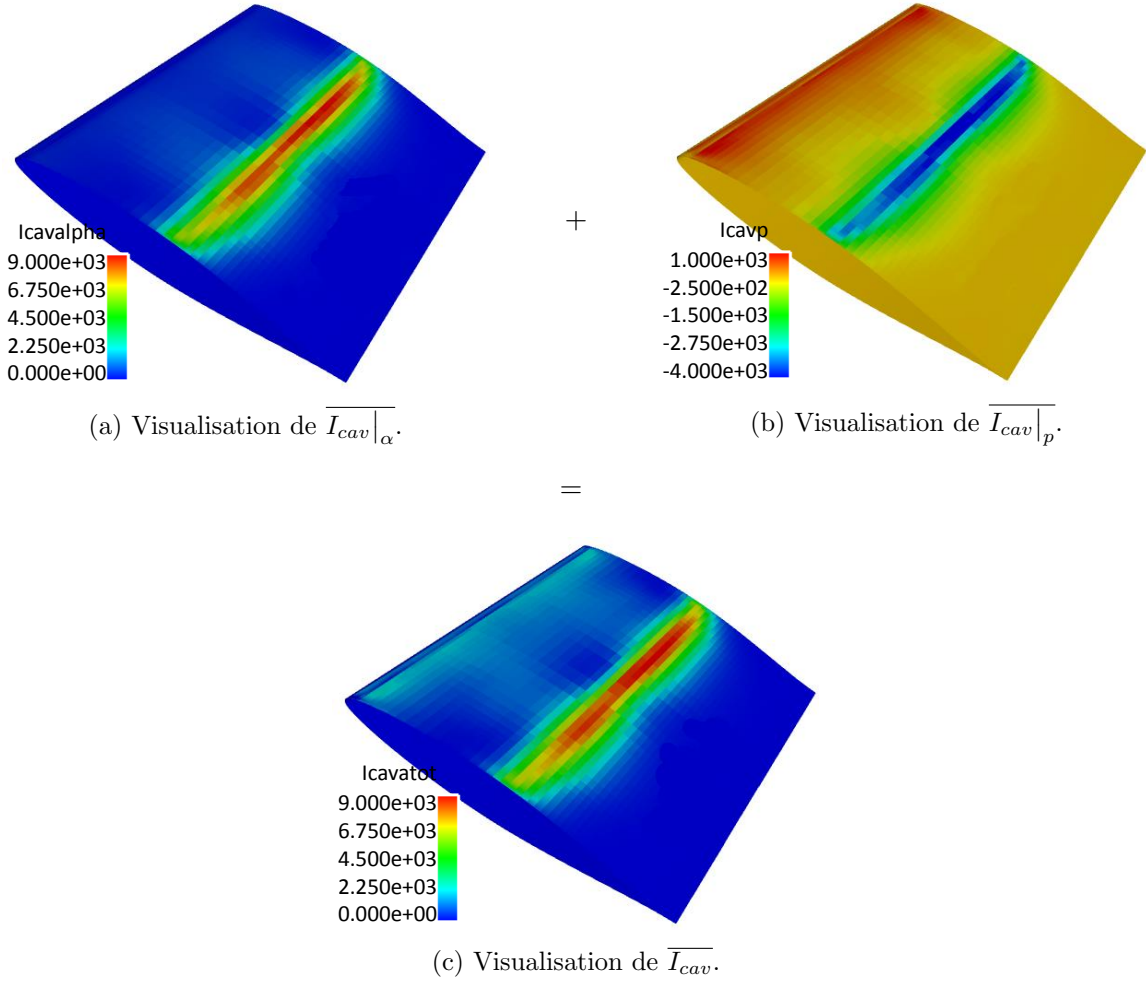 Icavalpha
9.000e+03
6.750e+03
4.500e+03
2.250e+03
0.000e+00
+
Icavp
1.000e+03
-2.500e+02
-1.500e+03
-2.750e+03
-4.000e+03
(a) Visualisation de $\overline{I_{cav}|_{\alpha}}$.
(b) Visualisation de $\overline{I_{cav}|_{p}}$.
=
Icavatot
9.000e+03
6.750e+03
4.500e+03
2.250e+03
0.000e+00
(c) Visualisation de $\overline{I_{cav}}$.